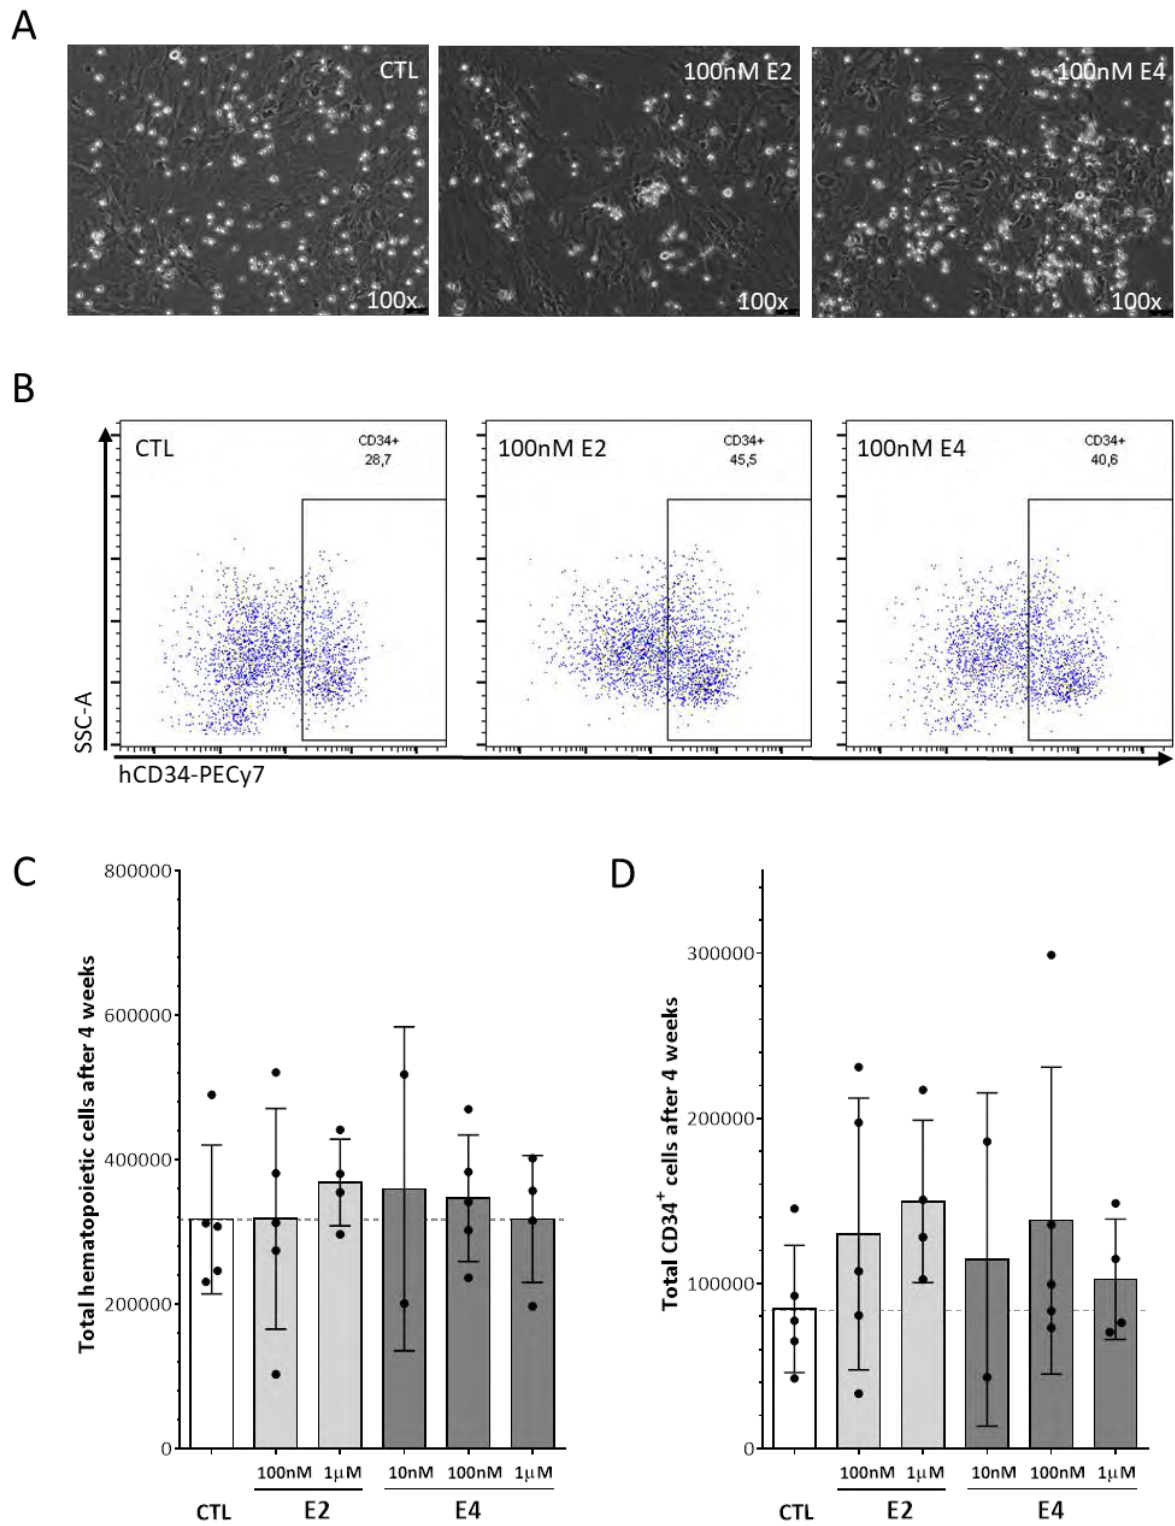 A
CTL
100x
100nM E2
100x
100nM E4
100x
B
CTL
CD34+
28,7
100nM E2
CD34+
45,5
100nM E4
CD34+
40,6
SSC-A
hCD34-PECy7
C
Total hematopoietic cells after 4 weeks
800000
600000
400000
200000
0
100nM 1μM 10nM 100nM 1μM
CTL E2 E4
D
Total CD34+ cells after 4 weeks
300000
200000
100000
0
100nM 1μM 10nM 100nM 1μM
CTL E2 E4